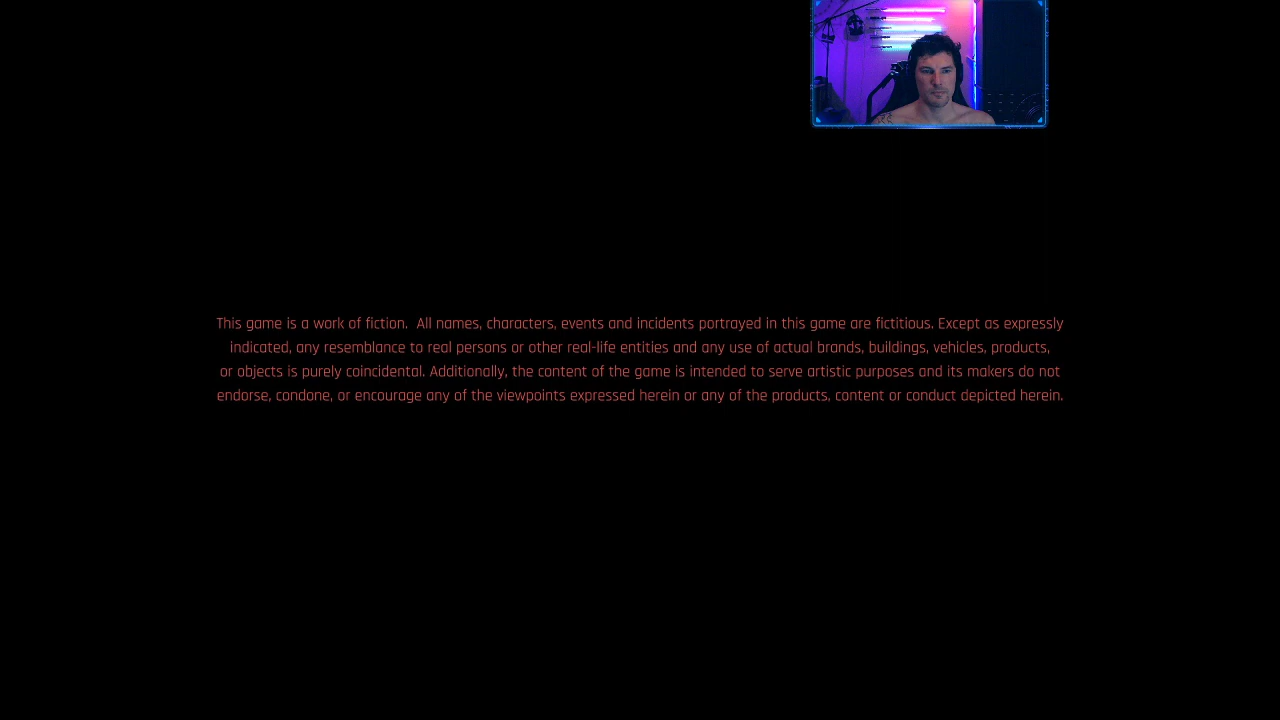 This game is a work of fiction.  All names, characters, events and incidents portrayed in this game are fictitious. Except as expressly
indicated, any resemblance to real persons or other real-life entities and any use of actual brands, buildings, vehicles, products,
or objects is purely coincidental. Additionally, the content of the game is intended to serve artistic purposes and its makers do not
endorse, condone, or encourage any of the viewpoints expressed herein or any of the products, content or conduct depicted herein.